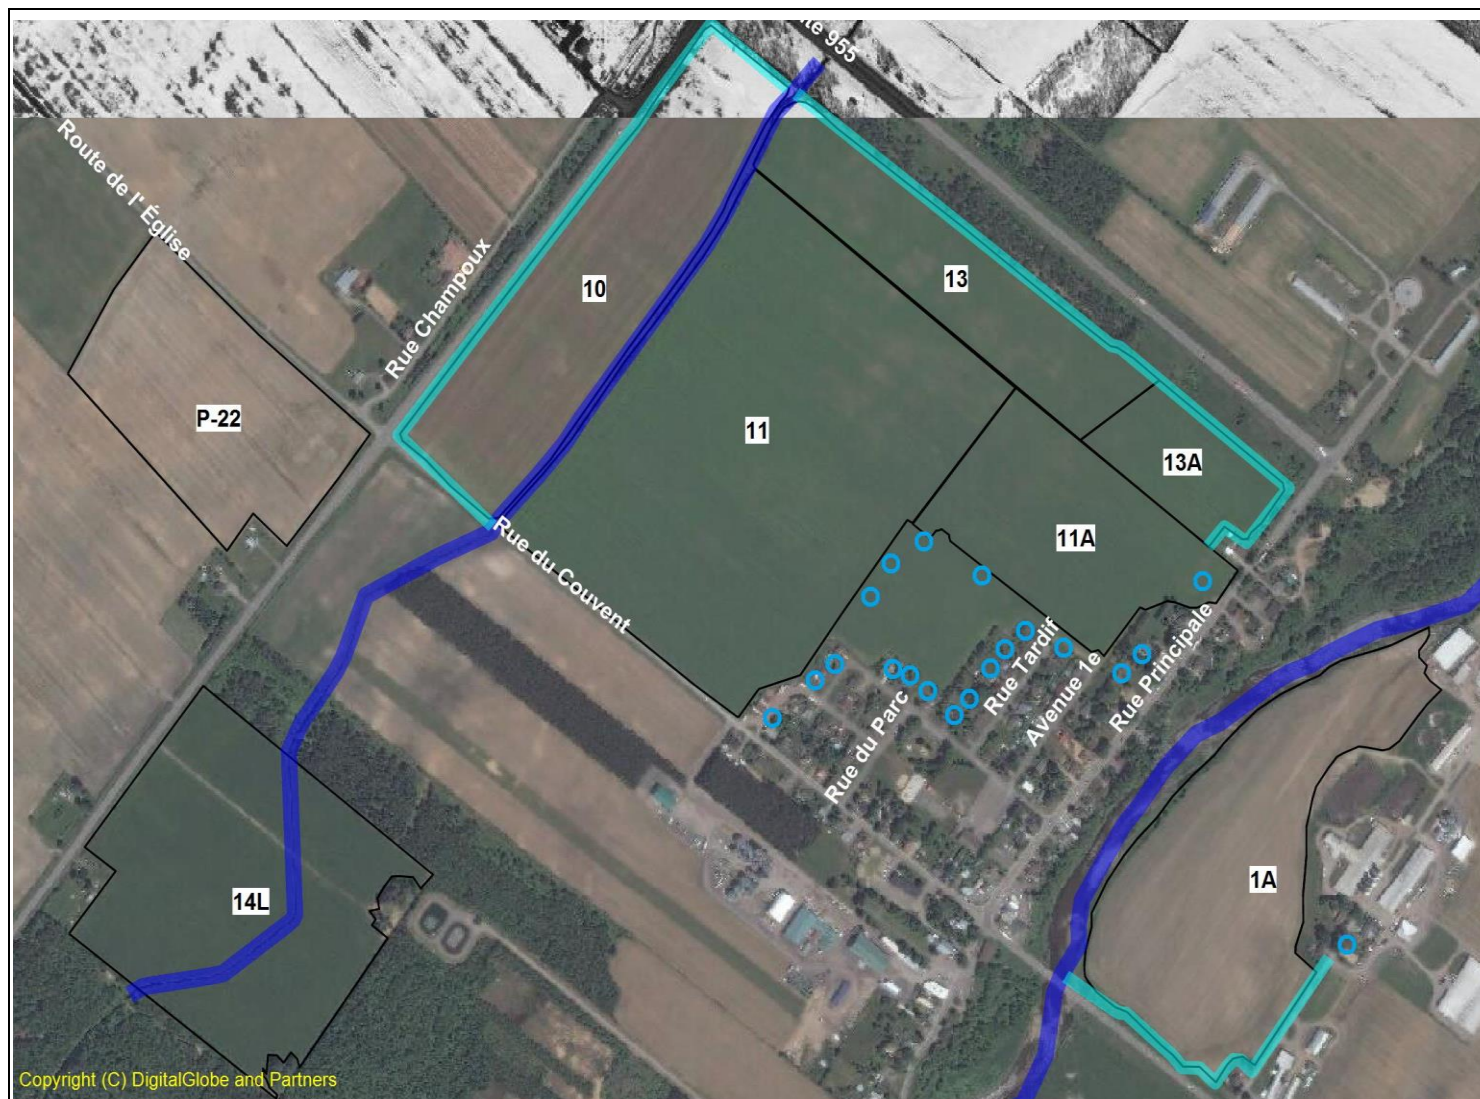 955
Route de l' Église
Rue Champoux
10
13
P-22
11
13A
11A
Rue du Couvent
Rue Tardif
Avenue 1e
Rue Principale
Rue du Parc
1A
14L
Copyright (C) DigitalGlobe and Partners